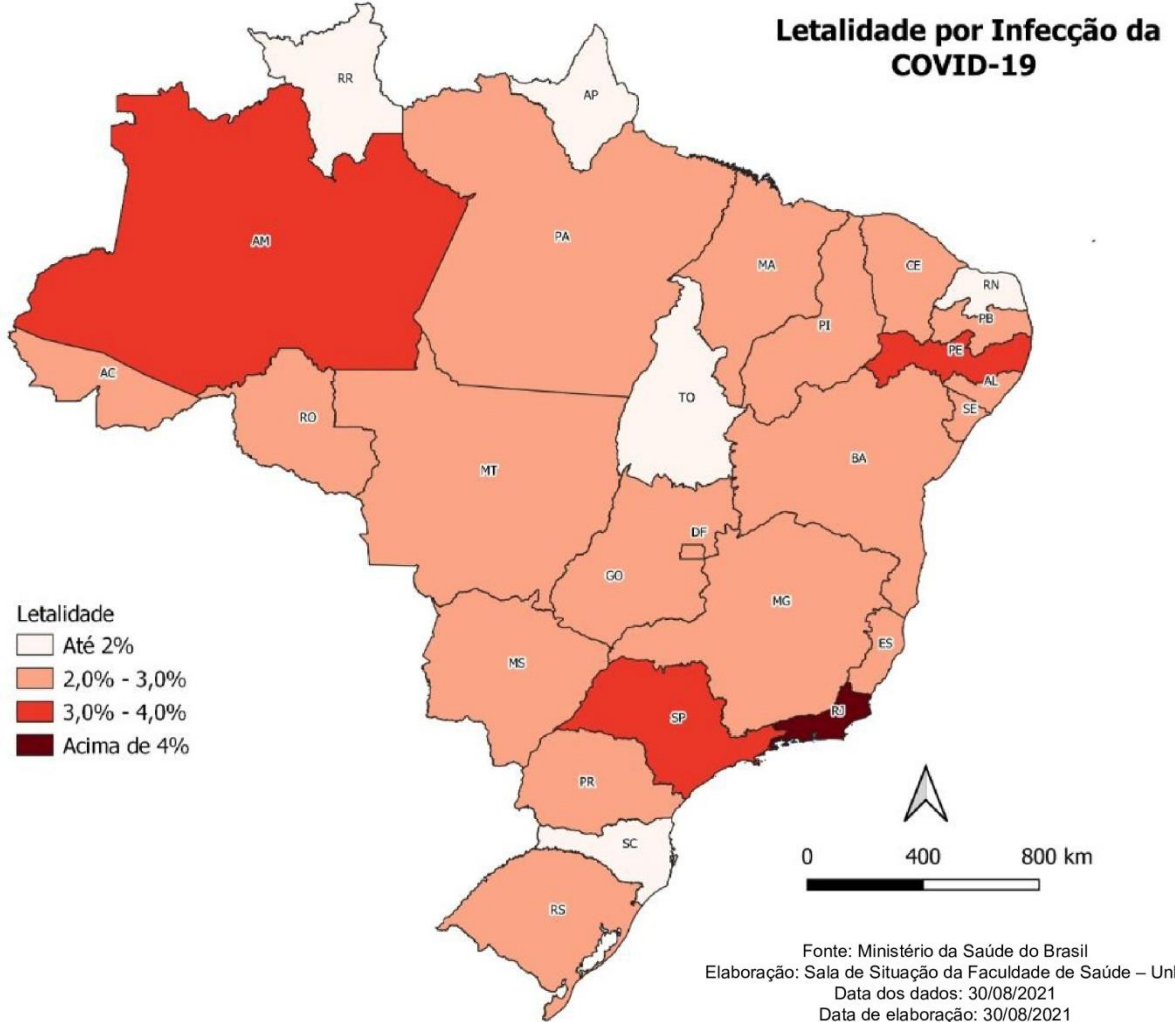 Letalidade por Infecção da
COVID-19
RR
AP
AM
PA
MA
CE
RN
PB
PI
PE
AL
SE
AC
RO
TO
BA
MT
DF
GO
MG
ES
MS
SP
RJ
PR
SC
RS
Letalidade
Até 2%
2,0% - 3,0%
3,0% - 4,0%
Acima de 4%
0 400 800 km
Fonte: Ministério da Saúde do Brasil
Elaboração: Sala de Situação da Faculdade de Saúde – Unl
Data dos dados: 30/08/2021
Data de elaboração: 30/08/2021